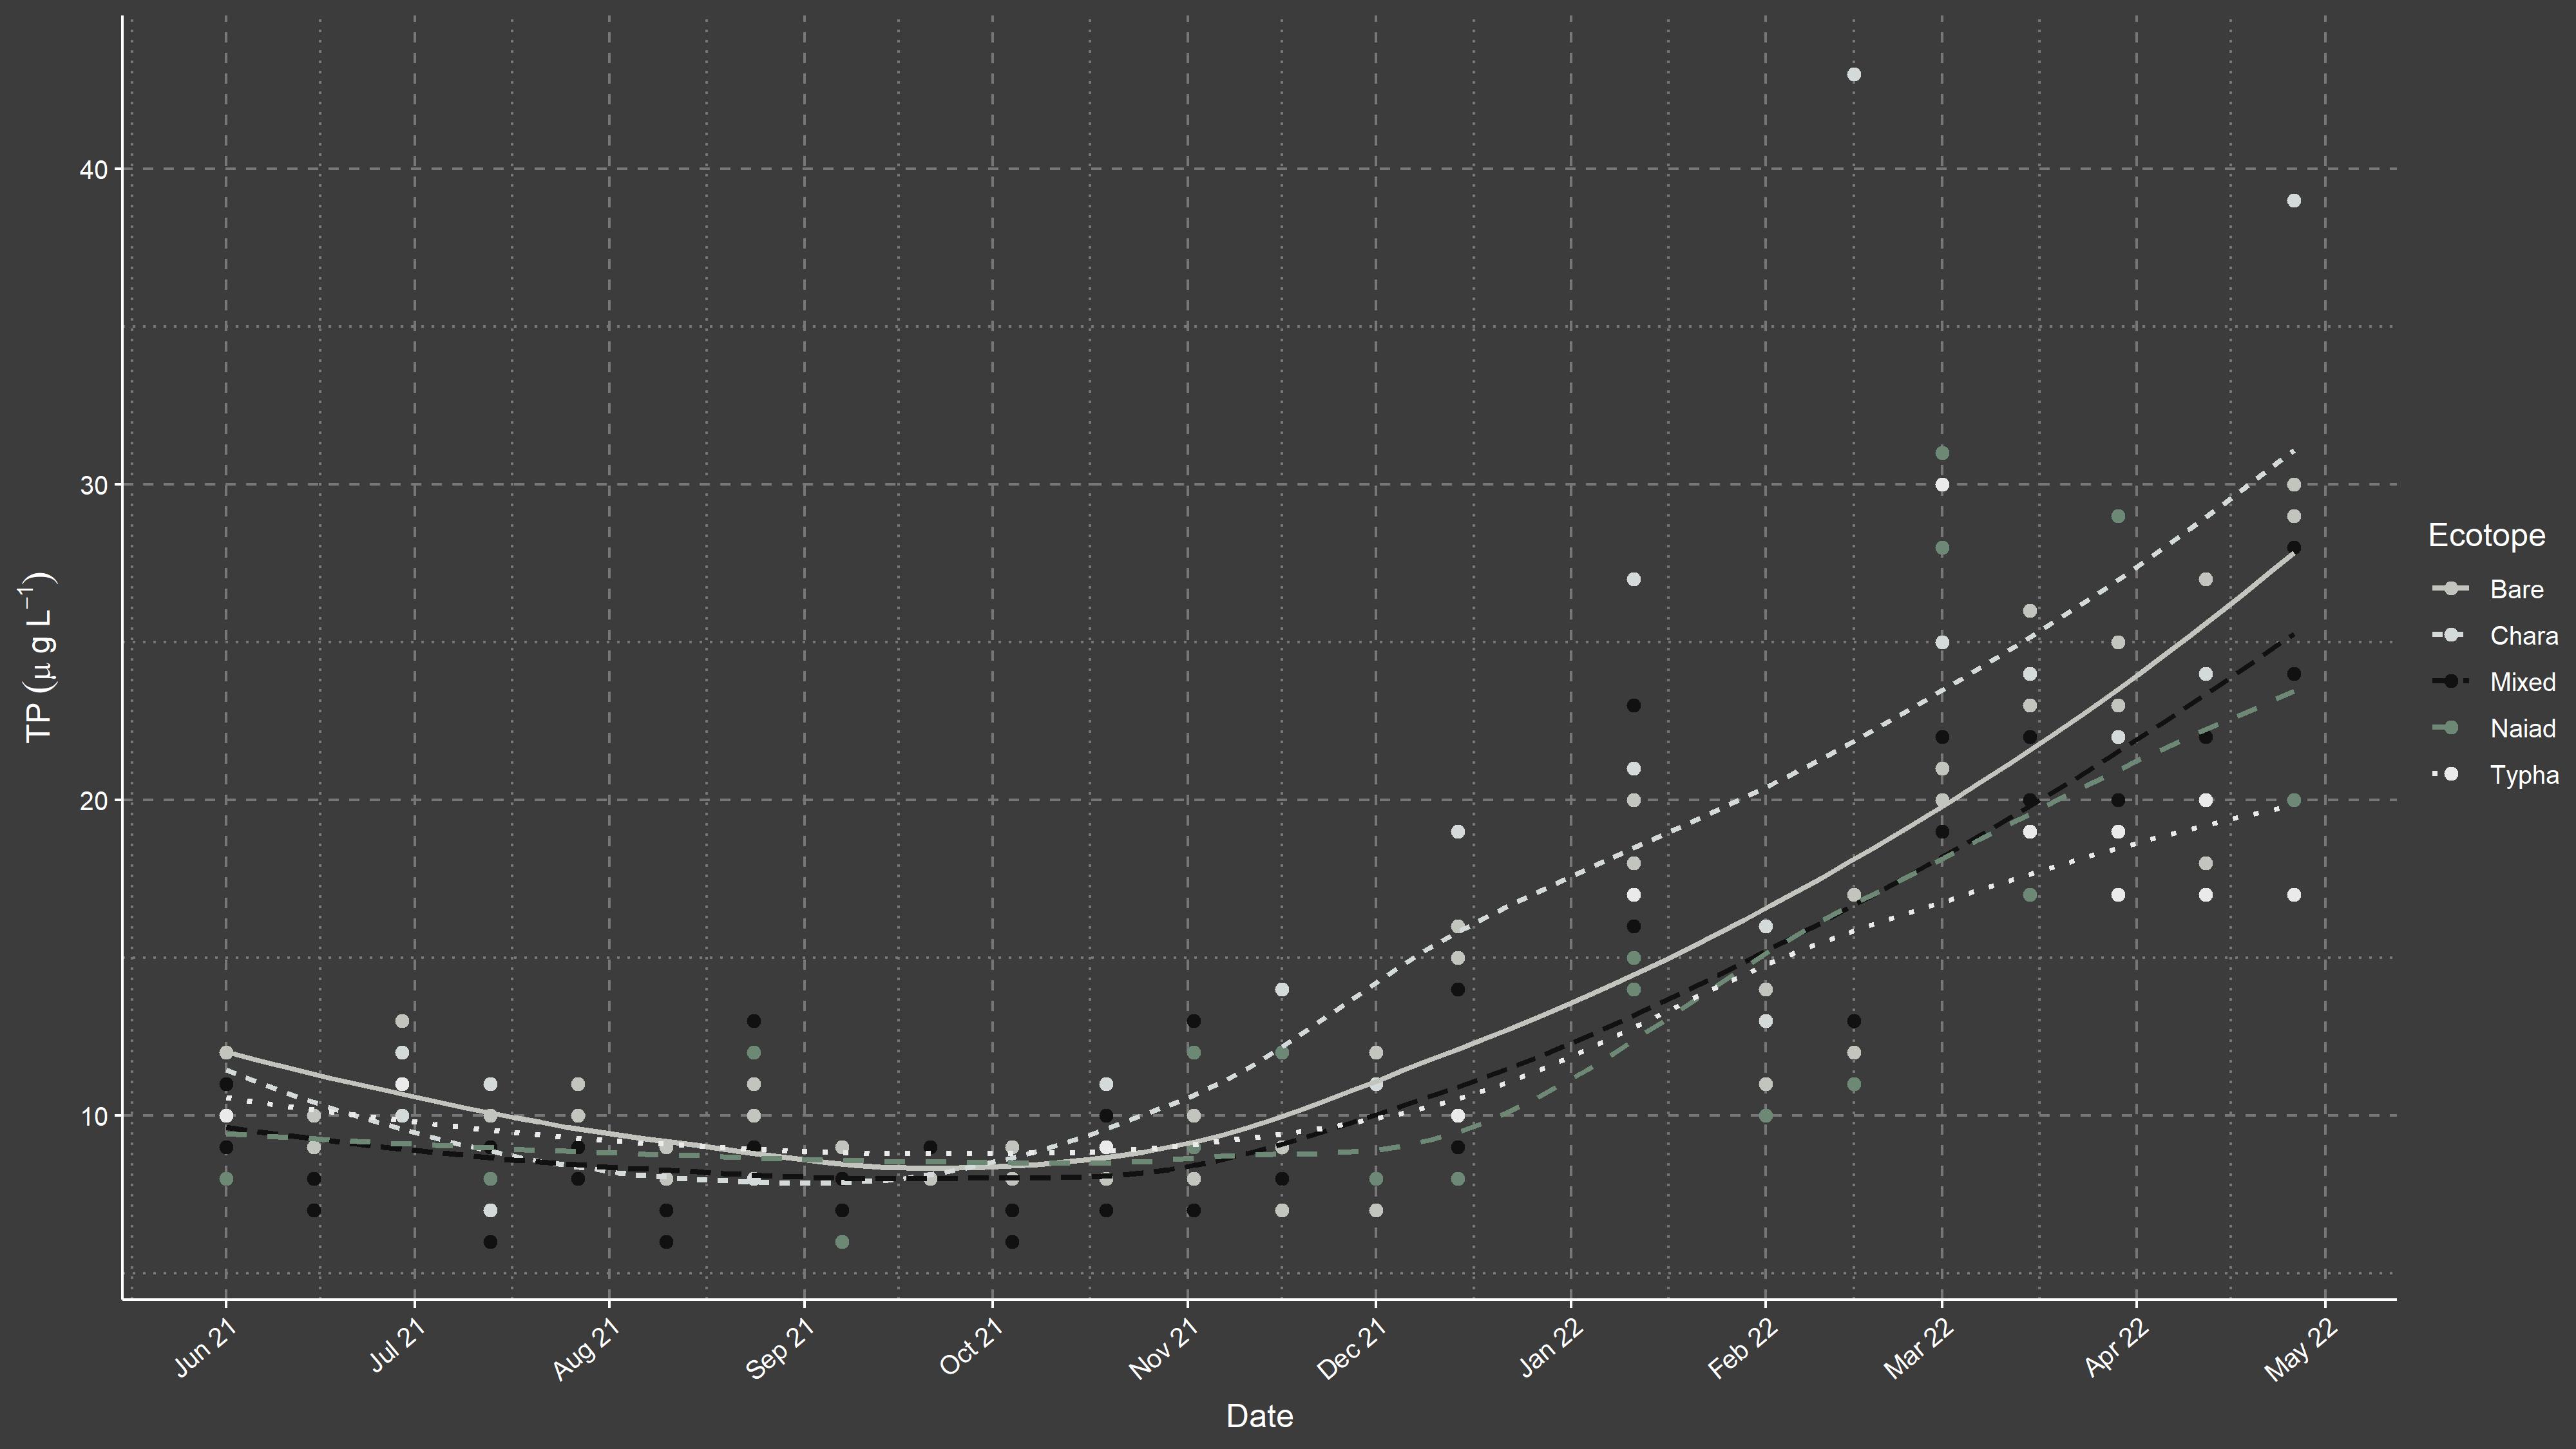 40
30
20
10
TP (μ g L⁻¹)
Jun 21
Jul 21
Aug 21
Sep 21
Oct 21
Nov 21
Dec 21
Jan 22
Feb 22
Mar 22
Apr 22
May 22
Date
Ecotope
Bare
Chara
Mixed
Naiad
Typha